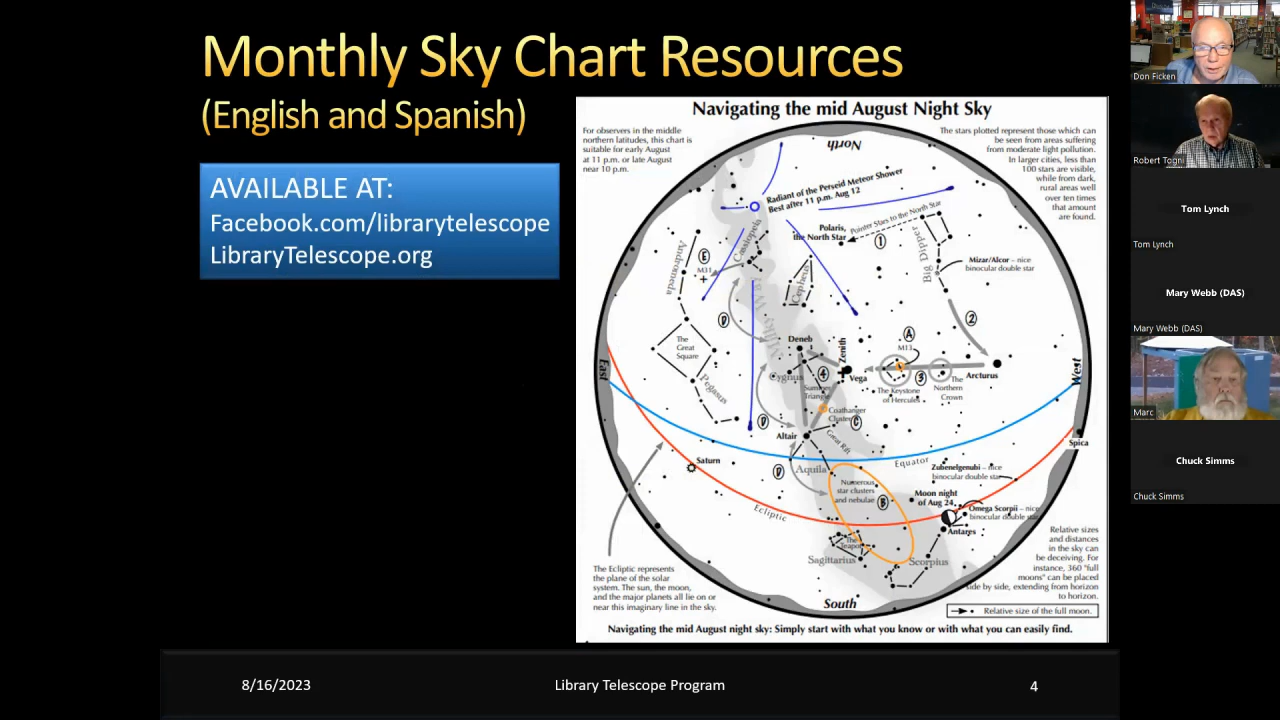 Monthly Sky Chart Resources
(English and Spanish)
AVAILABLE AT:
Facebook.com/librarytelescope
LibraryTelescope.org
Navigating the mid August Night Sky
For observers in the middle
northern latitudes, this chart is
suitable for early August
at 11 p.m. or late August
near 10 p.m.
The stars plotted represent those which can
be seen from areas suffering
from moderate light pollution.
In larger cities, less than
100 stars are visible,
while from dark,
rural areas well
over ten times
that amount
are found.
North
Radiant of the Perseid Meteor Shower
Best after 11 p.m. Aug 12
Polaris,
the North Star
Pointer Stars to the North Star
1
Big Dipper
Mizar/Alcor – nice
binocular double star
Cassiopeia
Cepheus
Andromeda
E
M31
Milky Way
D
2
The
Great
Square
Pegasus
Deneb
Cygnus
Zenith
Vega
4
Summer
Triangle
A
M13
3
The Keystone
of Hercules
The
Northern
Crown
Arcturus
East
West
Coathanger
Cluster
C
D
Great Rift
Altair
Aquila
D
Spica
Saturn
Equator
Ecliptic
Zubenelgenubi – nice
binocular double star
Numerous
star clusters
and nebulae
B
Moon night
of Aug 24
Omega Scorpii – nice
binocular double star
Antares
The
Teapot
Sagittarius
Scorpius
The Ecliptic represents
the plane of the solar
system. The sun, the moon,
and the major planets all lie on or
near this imaginary line in the sky.
Relative sizes
and distances
in the sky can
be deceiving. For
instance, 360 "full
moons" can be placed
side by side, extending from horizon
to horizon.
South
Relative size of the full moon.
Navigating the mid August night sky: Simply start with what you know or with what you can easily find.
8/16/2023
Library Telescope Program
4
Don Ficken
Robert Togni
Tom Lynch
Tom Lynch
Mary Webb (DAS)
Mary Webb (DAS)
Marc
Chuck Simms
Chuck Simms